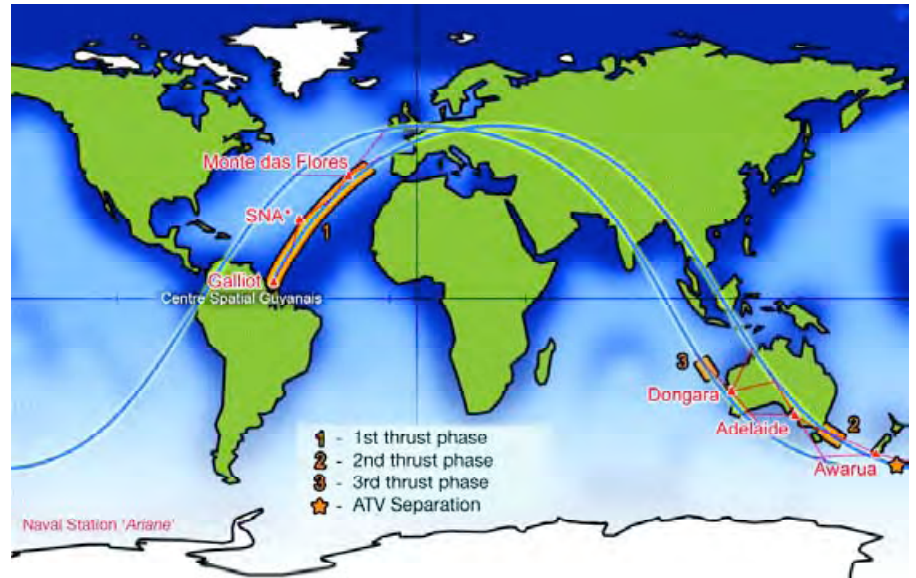 Monte das Flores
SNA*
1
Galliot
Centre Spatial Guyanais
3
Dongara
Adelaide
2
Awarua
1 - 1st thrust phase
2 - 2nd thrust phase
3 - 3rd thrust phase
- ATV Separation
Naval Station 'Ariane'